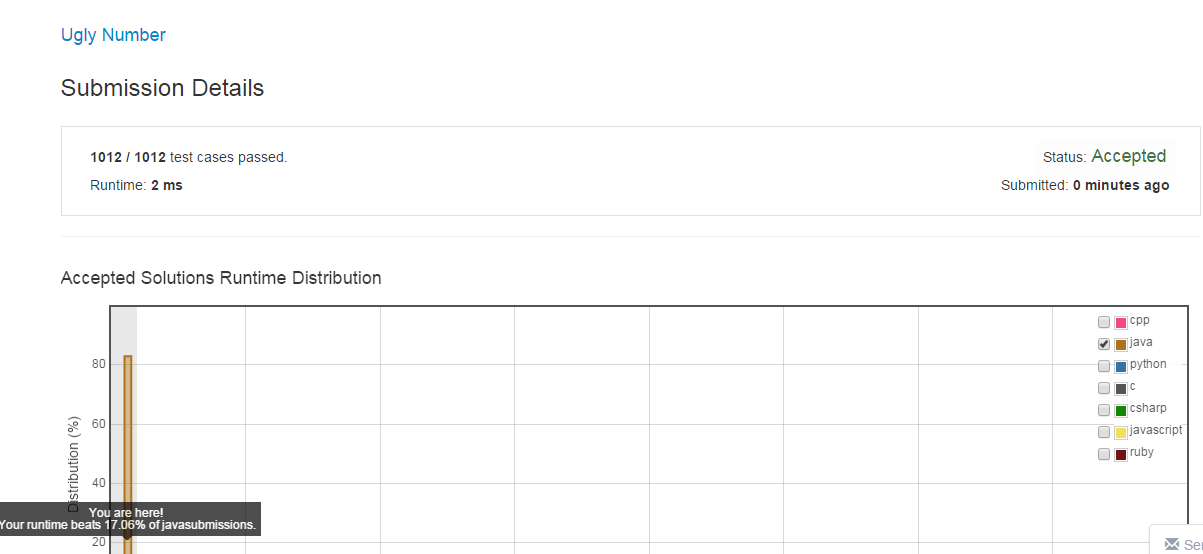 Ugly Number
Submission Details
1012 / 1012 test cases passed.
Status: Accepted
Runtime: 2 ms
Submitted: 0 minutes ago
Accepted Solutions Runtime Distribution
cpp
java
python
c
csharp
javascript
ruby
80
60
40
20
Distribution (%)
You are here!
Your runtime beats 17.06% of javasubmissions.